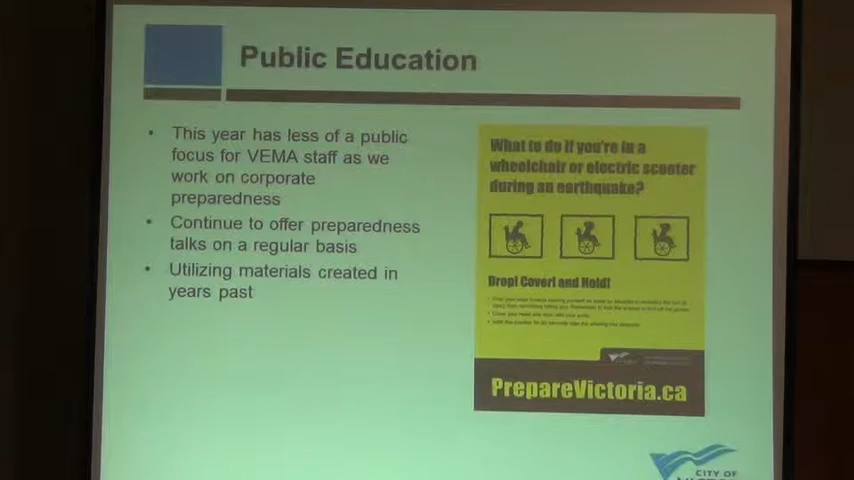 Public Education
• This year has less of a public
focus for VEMA staff as we
work on corporate
preparedness
• Continue to offer preparedness
talks on a regular basis
• Utilizing materials created in
years past
What to do if you're in a
wheelchair or electric scooter
during an earthquake?
Drop! Cover! and Hold!
PrepareVictoria.ca
CITY OF